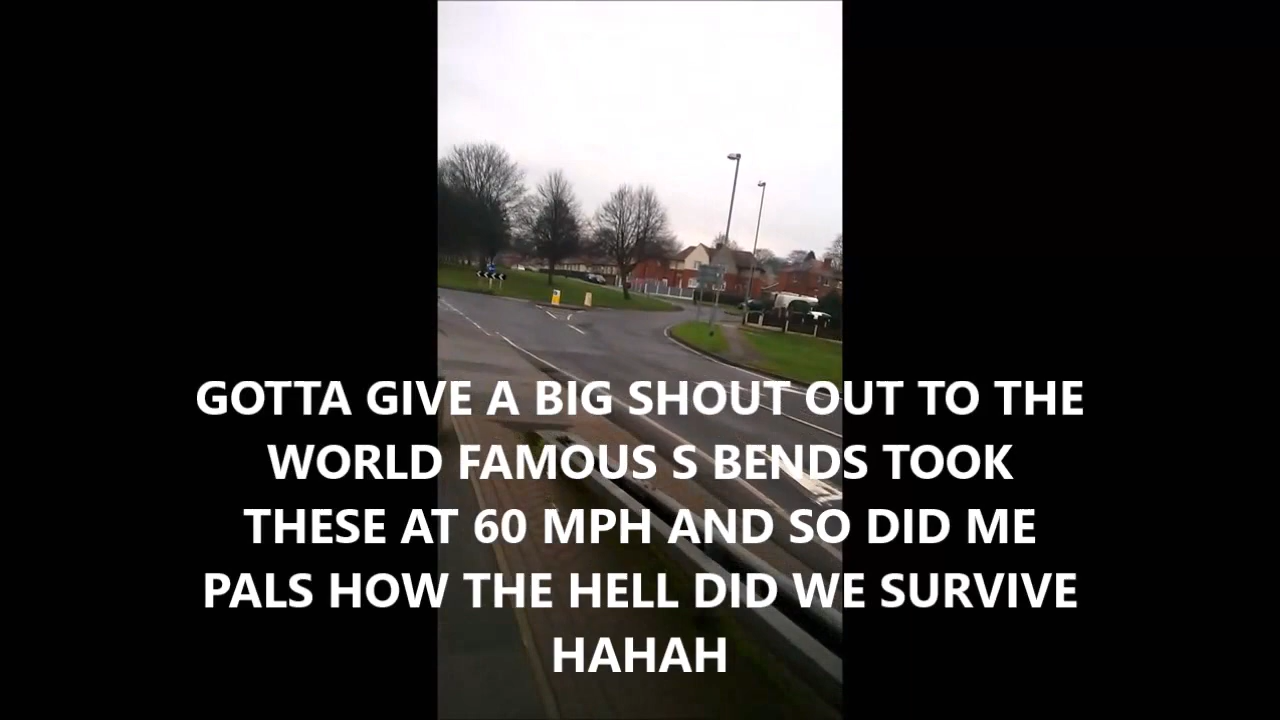 GOTTA GIVE A BIG SHOUT OUT TO THE
WORLD FAMOUS S BENDS TOOK
THESE AT 60 MPH AND SO DID ME
PALS HOW THE HELL DID WE SURVIVE
HAHAH